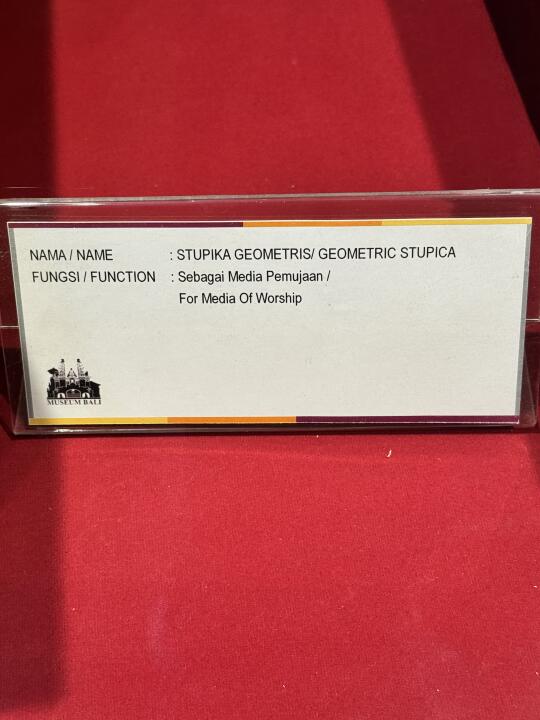 NAMA / NAME : STUPIKA GEOMETRIS/ GEOMETRIC STUPICA
FUNGSI / FUNCTION : Sebagai Media Pemujaan /
For Media Of Worship
MUSEUM BALI